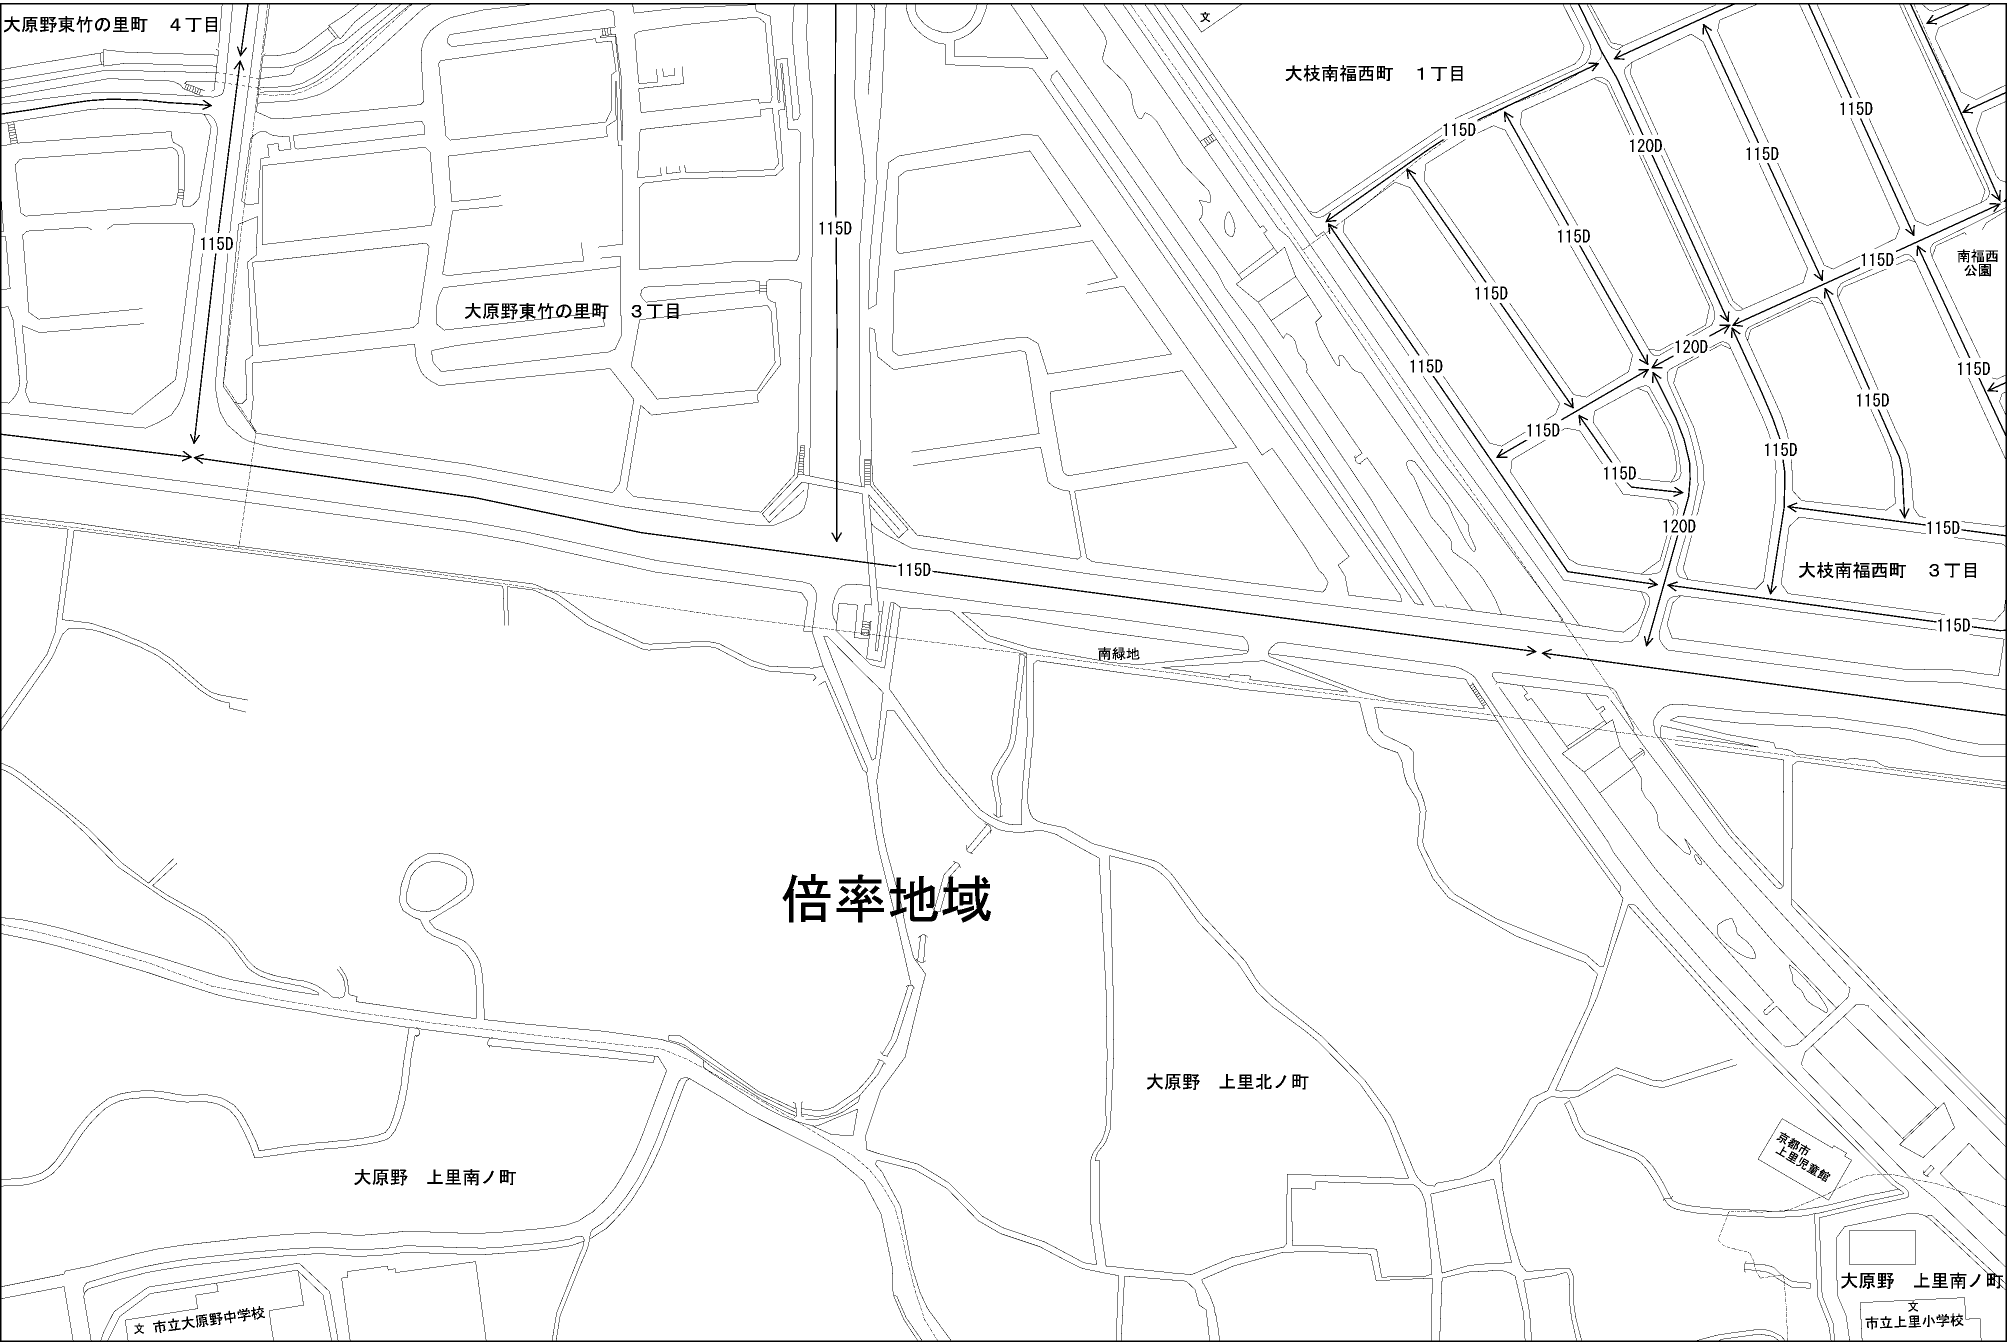 大原野東竹の里町　４丁目
文
大枝南福西町　１丁目
115D
115D
120D
115D
115D
115D
115D
115D
南福西
公園
115D
大原野東竹の里町　３丁目
120D
115D
115D
115D
115D
115D
115D
120D
115D
115D
大枝南福西町　３丁目
115D
南緑地
倍率地域
大原野　上里北ノ町
京都市
上里児童館
大原野　上里南ノ町
大原野　上里南ノ町
文
市立上里小学校
文 市立大原野中学校